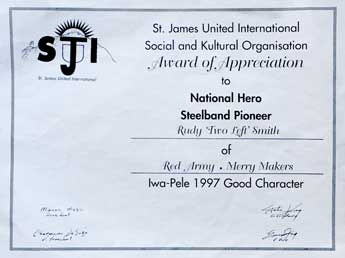 St. James United International
Social and Kultural Organisation
Award of Appreciation
SJI
St. James United International
to
National Hero
Steelband Pioneer
Rudy 'Two Left' Smith
of
Red Army . Merry Makers
Iwa-Pele 1997 Good Character